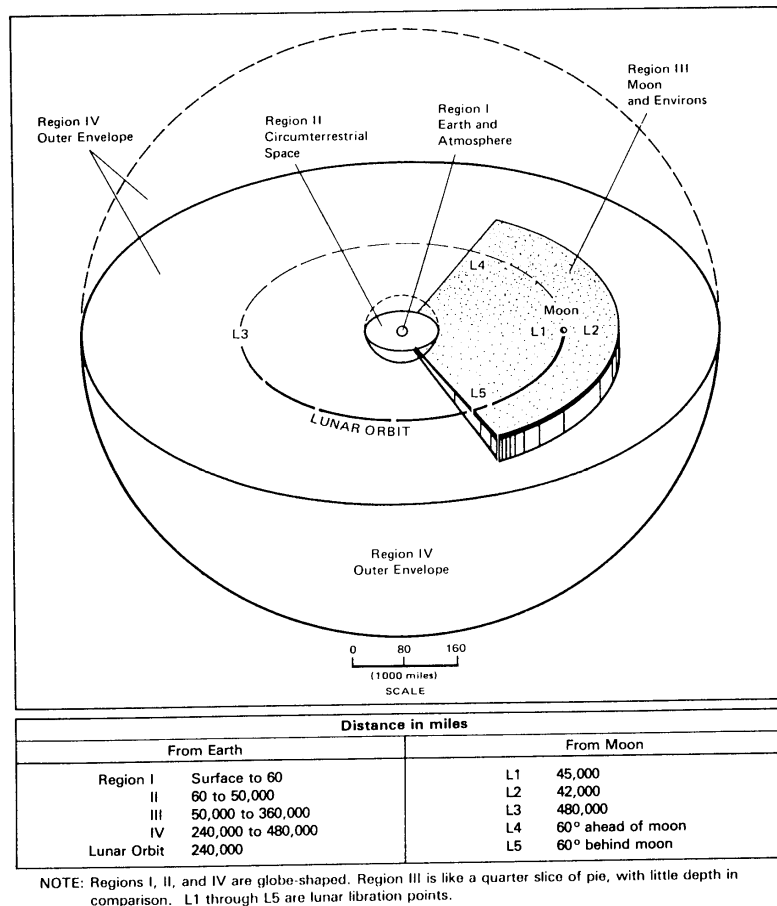 Region III
Moon
and Environs
Region IV
Outer Envelope
Region II
Circumterrestrial
Space
Region I
Earth and
Atmosphere
L4
Moon
L3
L1
L2
L5
LUNAR ORBIT
Region IV
Outer Envelope
0 80 160
(1000 miles)
SCALE
Distance in miles
From Earth
From Moon
Region I Surface to 60
II 60 to 50,000
III 50,000 to 360,000
IV 240,000 to 480,000
Lunar Orbit 240,000
L1 45,000
L2 42,000
L3 480,000
L4 60° ahead of moon
L5 60° behind moon
NOTE: Regions I, II, and IV are globe-shaped. Region III is like a quarter slice of pie, with little depth in
comparison. L1 through L5 are lunar libration points.